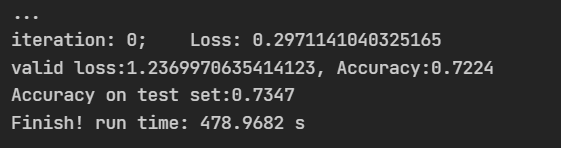 ...
iteration: 0;    Loss: 0.2971141040325165
valid loss:1.2369970635414123, Accuracy:0.7224
Accuracy on test set:0.7347
Finish! run time: 478.9682 s